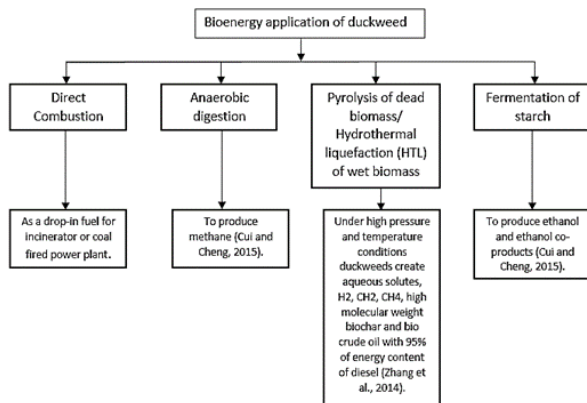 Bioenergy application of duckweed
Direct
Combustion
Anaerobic
digestion
Pyrolysis of dead
biomass/
Hydrothermal
liquefaction (HTL)
of wet biomass
Fermentation of
starch
As a drop-in fuel for
incinerator or coal
fired power plant.
To produce
methane (Cui and
Cheng, 2015).
Under high pressure
and temperature
conditions
duckweeds create
aqueous solutes,
H2, CH2, CH4, high
molecular weight
biochar and bio
crude oil with 95%
of energy content
of diesel (Zhang et
al., 2014).
To produce ethanol
and ethanol co-
products (Cui and
Cheng, 2015).